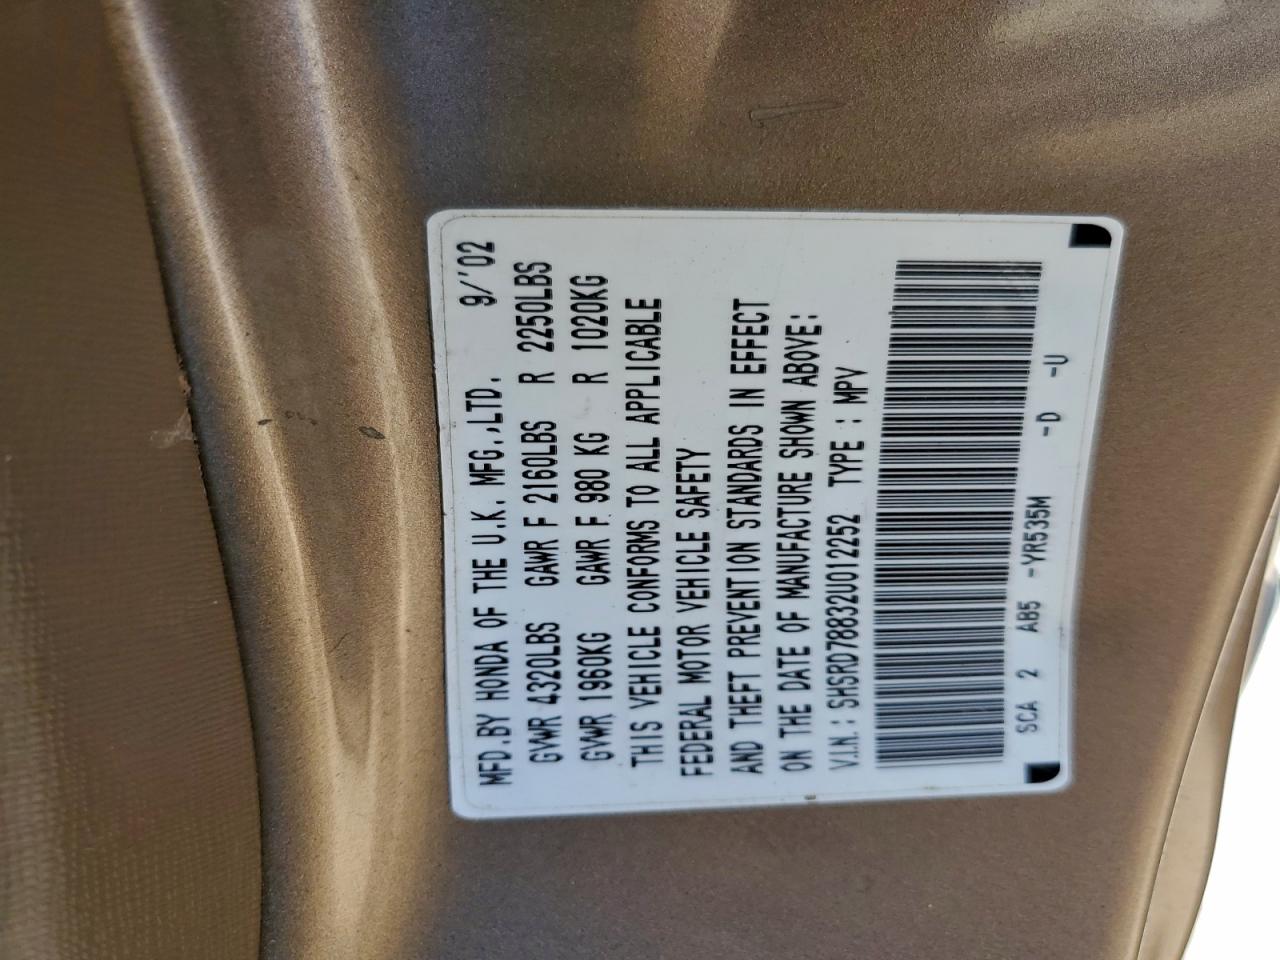 MFD.BY HONDA OF THE U.K. MFG.,LTD. 9/'02
GVWR 4320LBS GAWR F 2160LBS R 2250LBS
GVWR 1960KG GAWR F 980 KG R 1020KG
THIS VEHICLE CONFORMS TO ALL APPLICABLE
FEDERAL MOTOR VEHICLE SAFETY
AND THEFT PREVENTION STANDARDS IN EFFECT
ON THE DATE OF MANUFACTURE SHOWN ABOVE:
V.I.N.: SHSRD78832U012252 TYPE : MPV
SCA 2 AB5 -YR535M -D -U